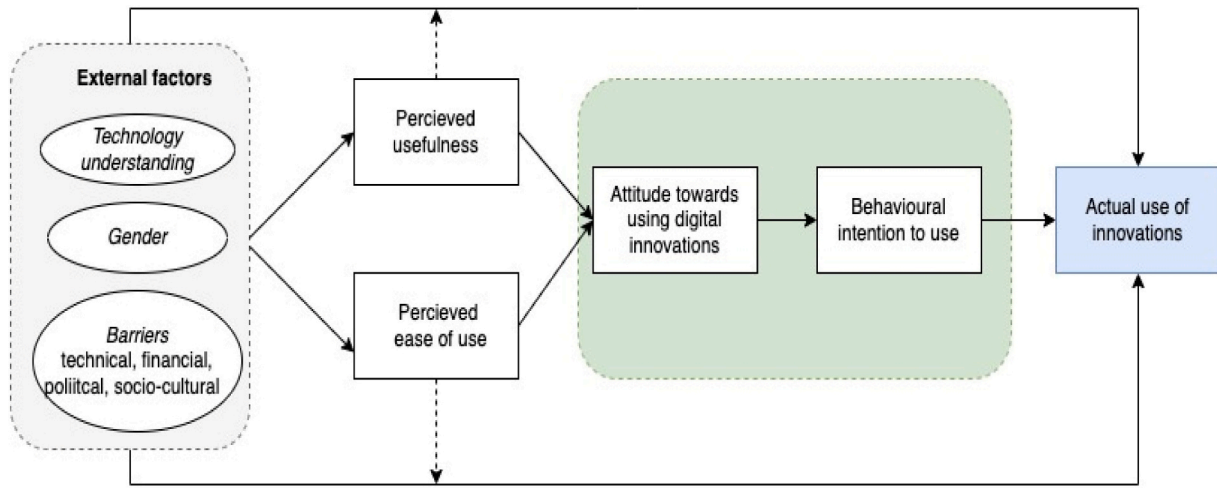 External factors
Technology
understanding
Gender
Barriers
technical, financial,
poliitcal, socio-cultural
Percieved
usefulness
Percieved
ease of use
Attitude towards
using digital
innovations
Behavioural
intention to use
Actual use of
innovations